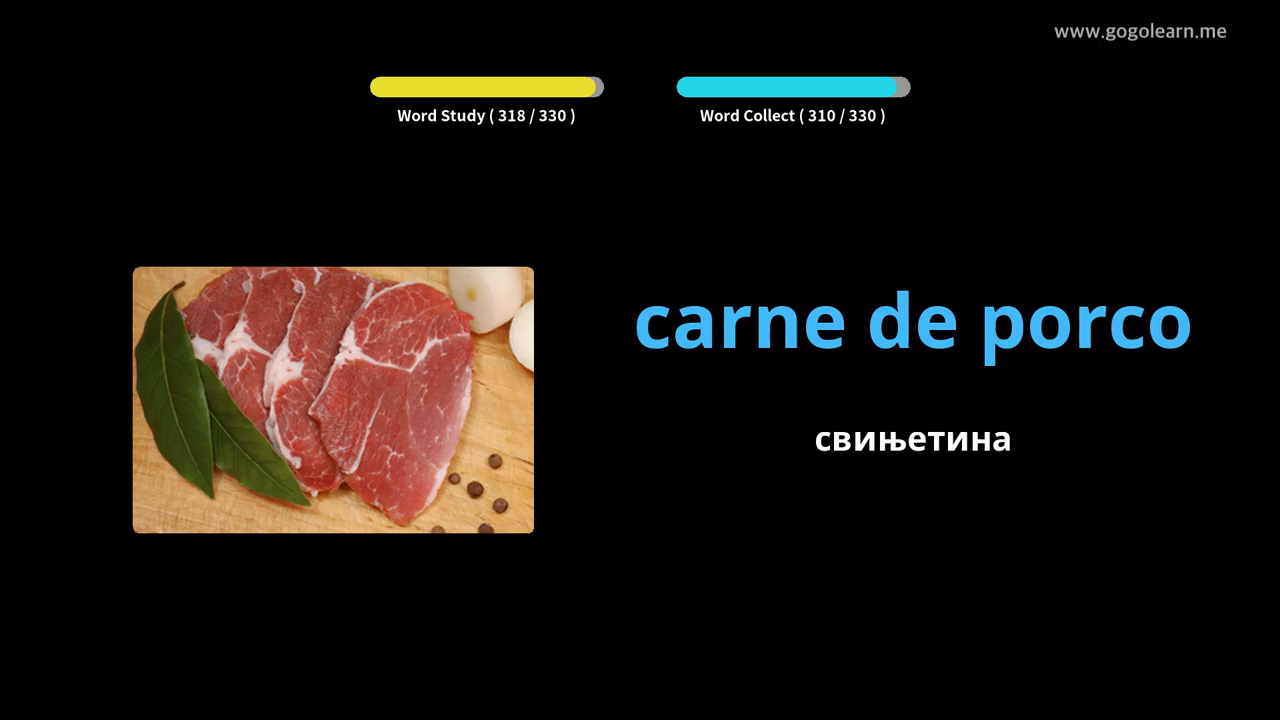 www.gogolearn.me
Word Study ( 318 / 330 )
Word Collect ( 310 / 330 )
carne de porco
свињетина